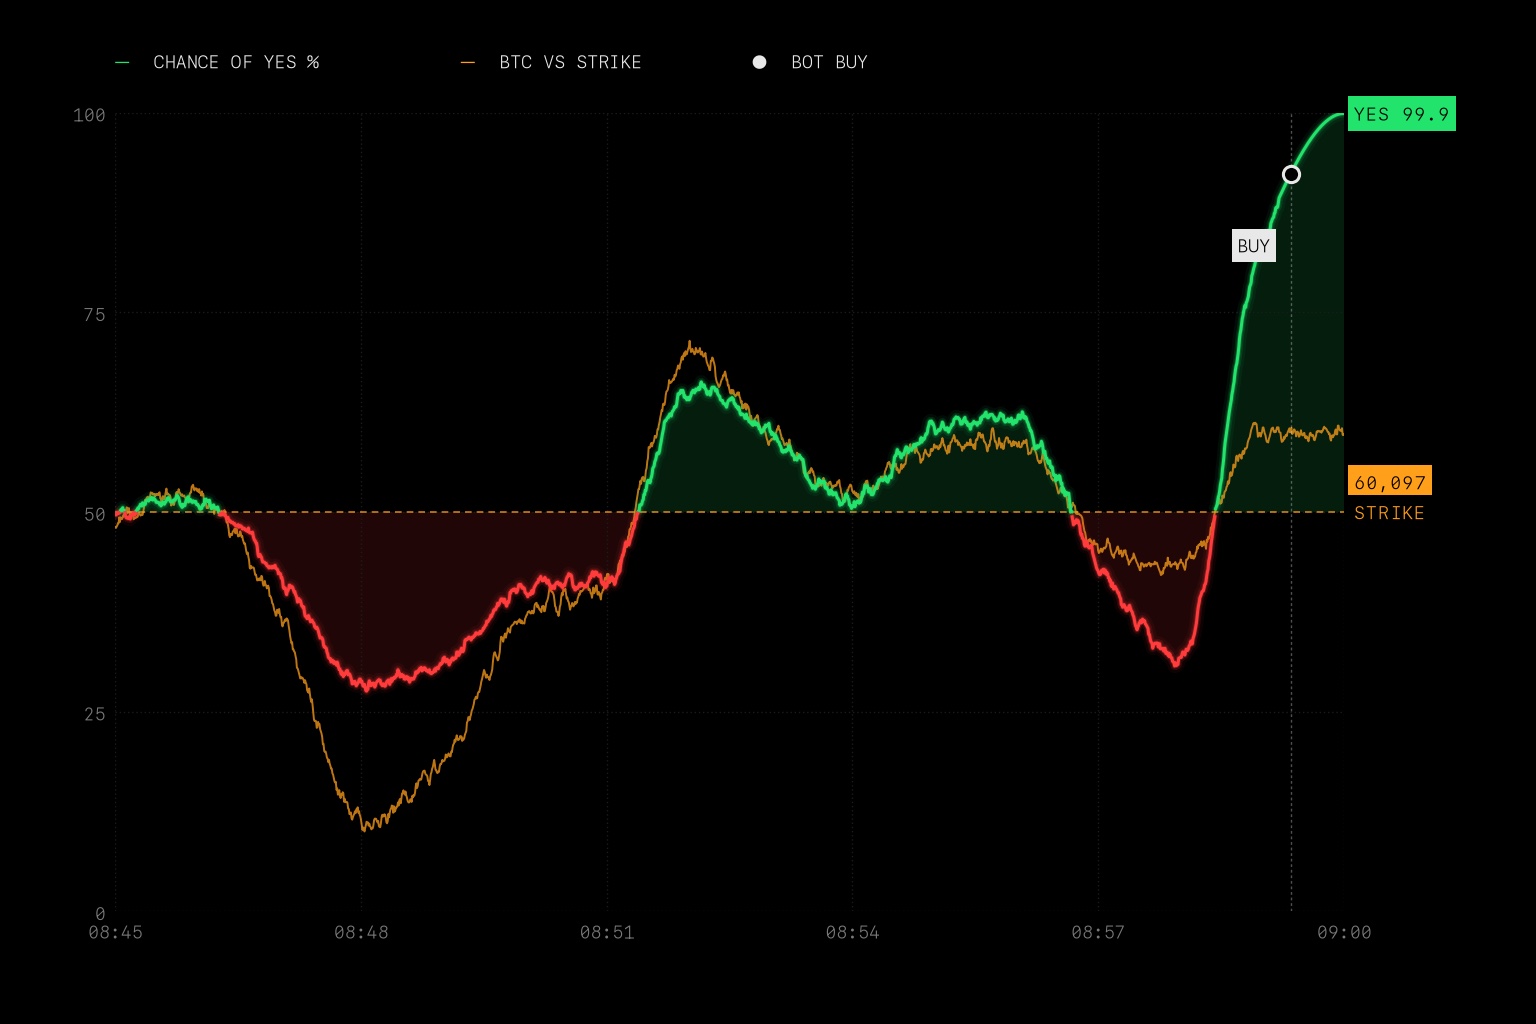 CHANCE OF YES %
BTC VS STRIKE
BOT BUY
100
YES 99.9
BUY
75
60,097
50
STRIKE
25
0
08:45
08:48
08:51
08:54
08:57
09:00